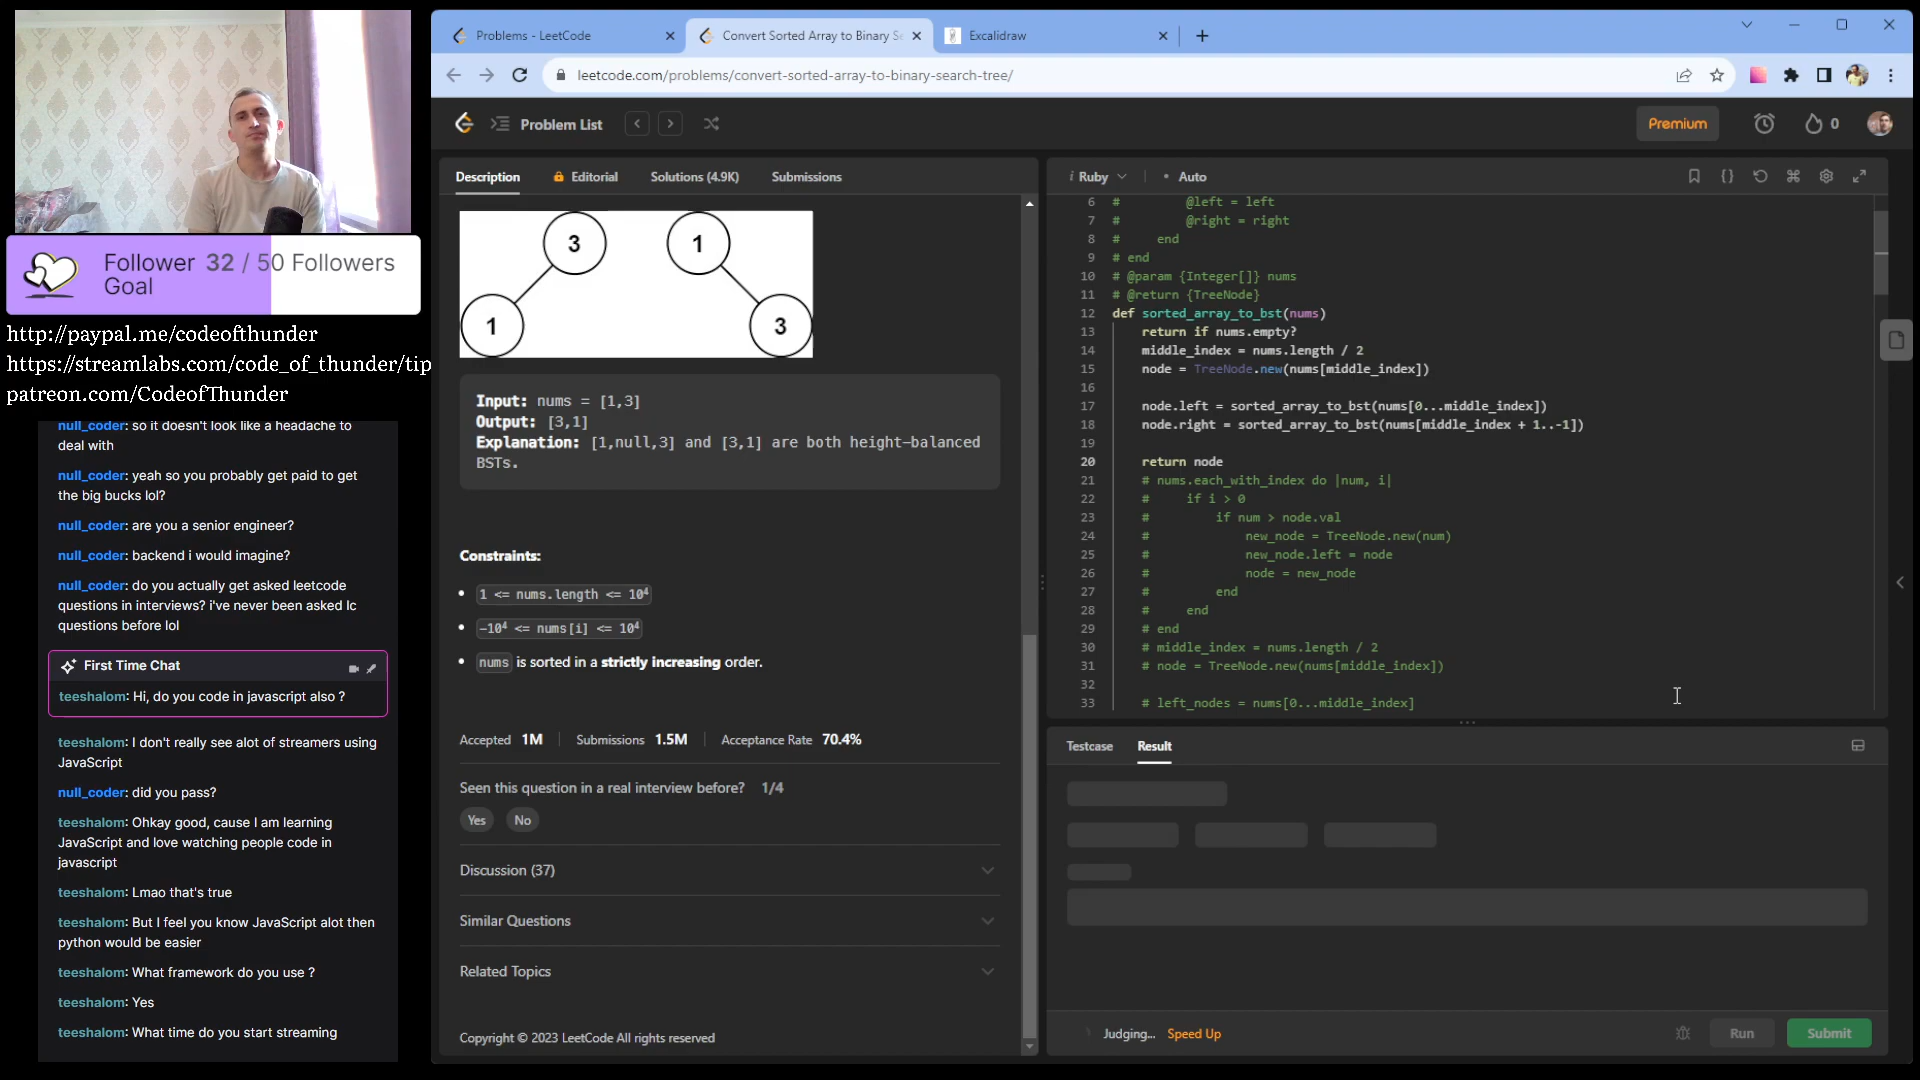 Problems - LeetCode
Convert Sorted Array to Binary Se
Excalidraw
leetcode.com/problems/convert-sorted-array-to-binary-search-tree/
Problem List
Premium
0
Follower 32 / 50 Followers
Goal
http://paypal.me/codeofthunder
https://streamlabs.com/code_of_thunder/tip
patreon.com/CodeofThunder
null_coder: so it doesn't look like a headache to
deal with
null_coder: yeah so you probably get paid to get
the big bucks lol?
null_coder: are you a senior engineer?
null_coder: backend i would imagine?
null_coder: do you actually get asked leetcode
questions in interviews? i've never been asked lc
questions before lol
First Time Chat
teeshalom: Hi, do you code in javascript also ?
teeshalom: I don't really see alot of streamers using
JavaScript
null_coder: did you pass?
teeshalom: Ohkay good, cause I am learning
JavaScript and love watching people code in
javascript
teeshalom: Lmao that's true
teeshalom: But I feel you know JavaScript alot then
python would be easier
teeshalom: What framework do you use ?
teeshalom: Yes
teeshalom: What time do you start streaming
Description
Editorial
Solutions (4.9K)
Submissions
3 1
1 3
Input: nums = [1,3]
Output: [3,1]
Explanation: [1,null,3] and [3,1] are both height-balanced
BSTs.
Constraints:
• 1 <= nums.length <= 10⁴
• -10⁴ <= nums[i] <= 10⁴
• nums is sorted in a strictly increasing order.
Accepted 1M Submissions 1.5M Acceptance Rate 70.4%
Seen this question in a real interview before? 1/4
Yes No
Discussion (37)
Similar Questions
Related Topics
Copyright © 2023 LeetCode All rights reserved
i Ruby • Auto
6 # @left = left
7 # @right = right
8 # end
9 # end
10 # @param {Integer[]} nums
11 # @return {TreeNode}
12 def sorted_array_to_bst(nums)
13 return if nums.empty?
14 middle_index = nums.length / 2
15 node = TreeNode.new(nums[middle_index])
16
17 node.left = sorted_array_to_bst(nums[0...middle_index])
18 node.right = sorted_array_to_bst(nums[middle_index + 1..-1])
19
20 return node
21 # nums.each_with_index do |num, i|
22 # if i > 0
23 # if num > node.val
24 # new_node = TreeNode.new(num)
25 # new_node.left = node
26 # node = new_node
27 # end
28 # end
29 # end
30 # middle_index = nums.length / 2
31 # node = TreeNode.new(nums[middle_index])
32
33 # left_nodes = nums[0...middle_index]
Testcase Result
Judging... Speed Up
Run Submit